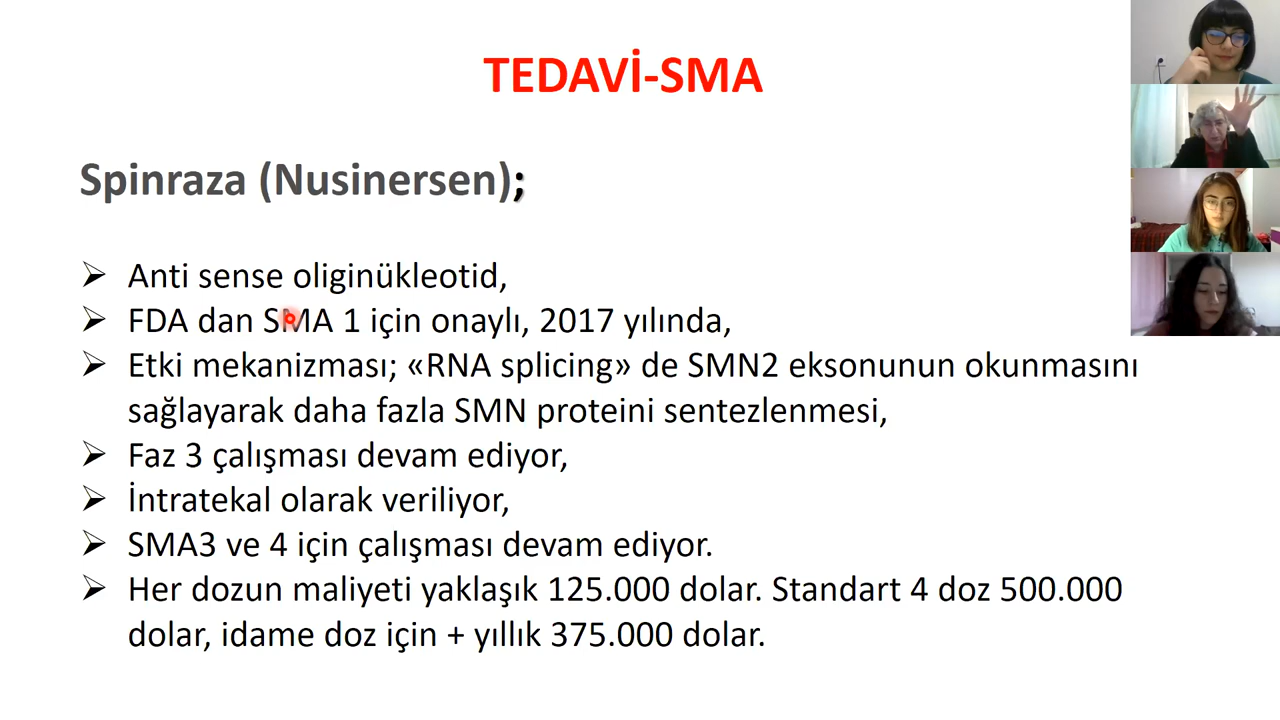 TEDAVİ-SMA
Spinraza (Nusinersen);
➢ Anti sense oliginükleotid,
➢ FDA dan SMA 1 için onaylı, 2017 yılında,
➢ Etki mekanizması; «RNA splicing» de SMN2 eksonunun okunmasını
sağlayarak daha fazla SMN proteini sentezlenmesi,
➢ Faz 3 çalışması devam ediyor,
➢ İntratekal olarak veriliyor,
➢ SMA3 ve 4 için çalışması devam ediyor.
➢ Her dozun maliyeti yaklaşık 125.000 dolar. Standart 4 doz 500.000
dolar, idame doz için + yıllık 375.000 dolar.